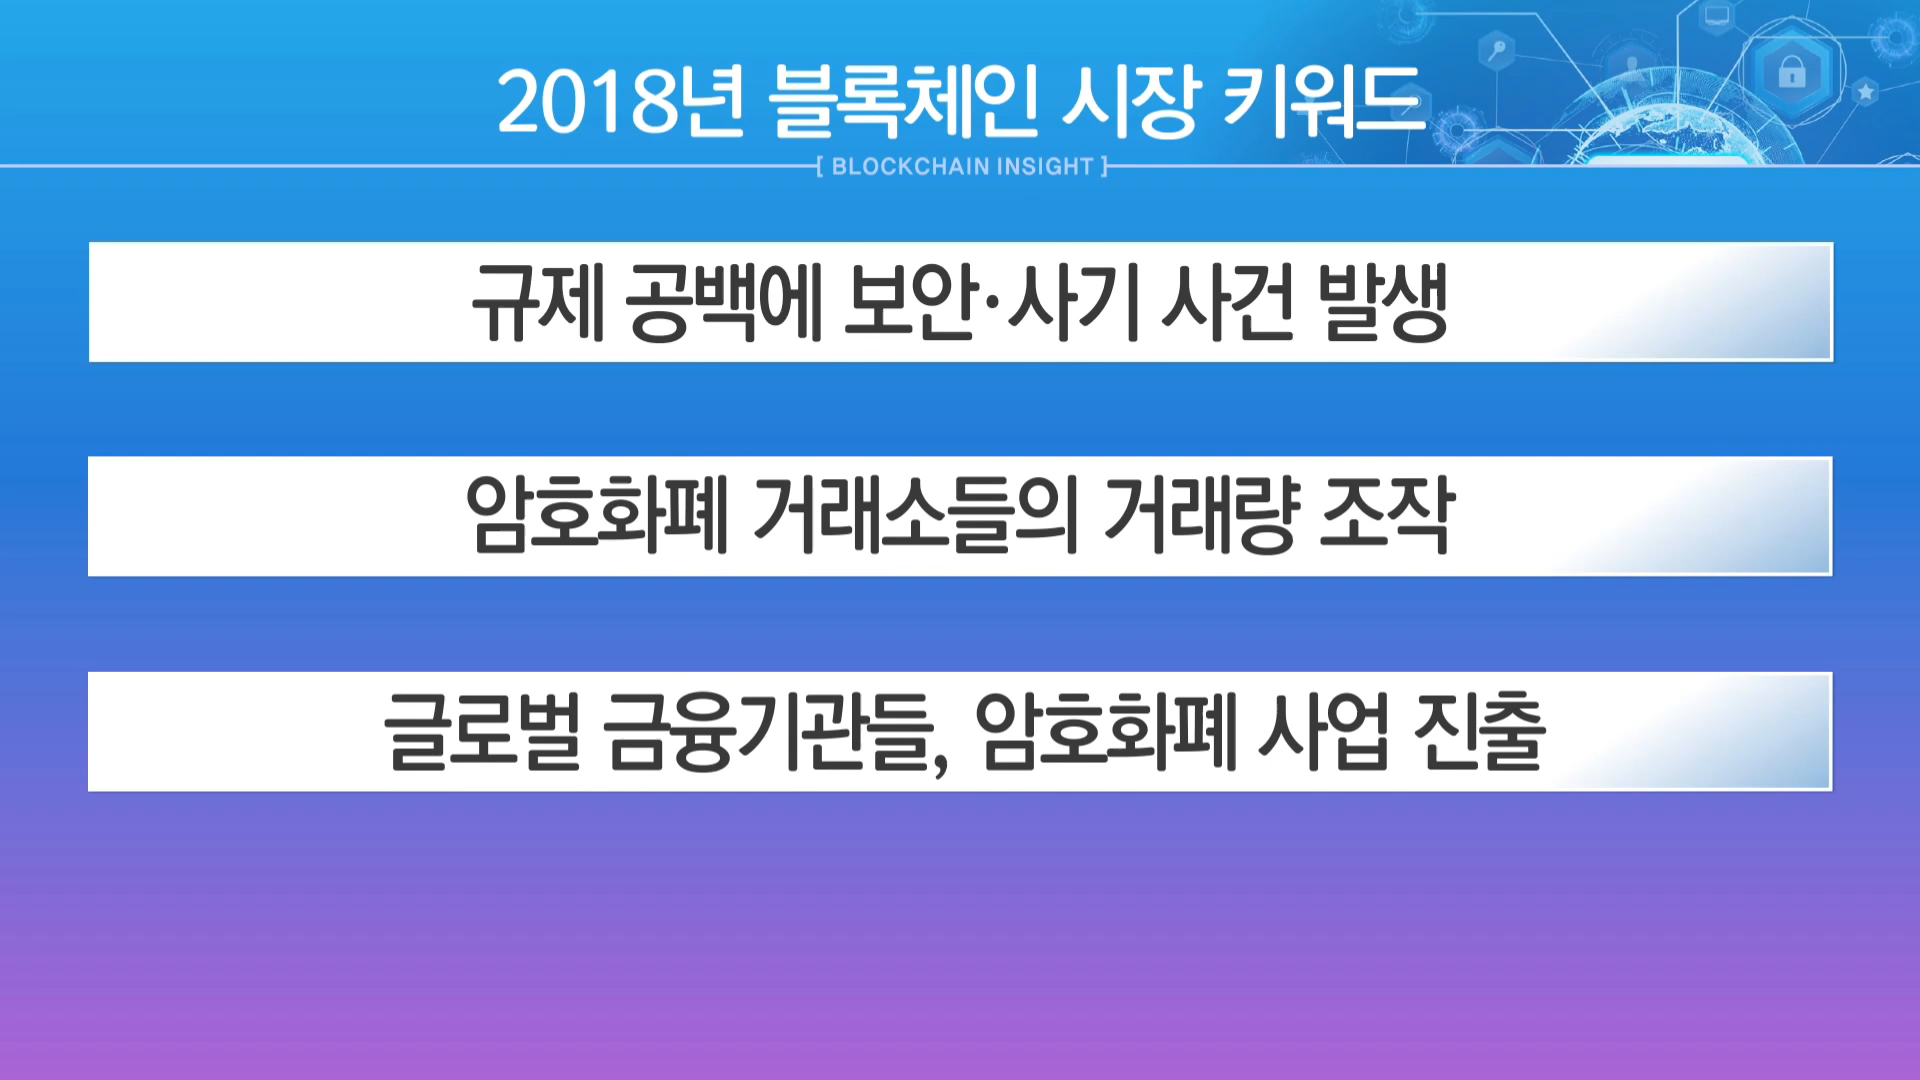 2018년 블록체인 시장 키워드
[ BLOCKCHAIN INSIGHT ]
규제 공백에 보안·사기 사건 발생
암호화폐 거래소들의 거래량 조작
글로벌 금융기관들, 암호화폐 사업 진출